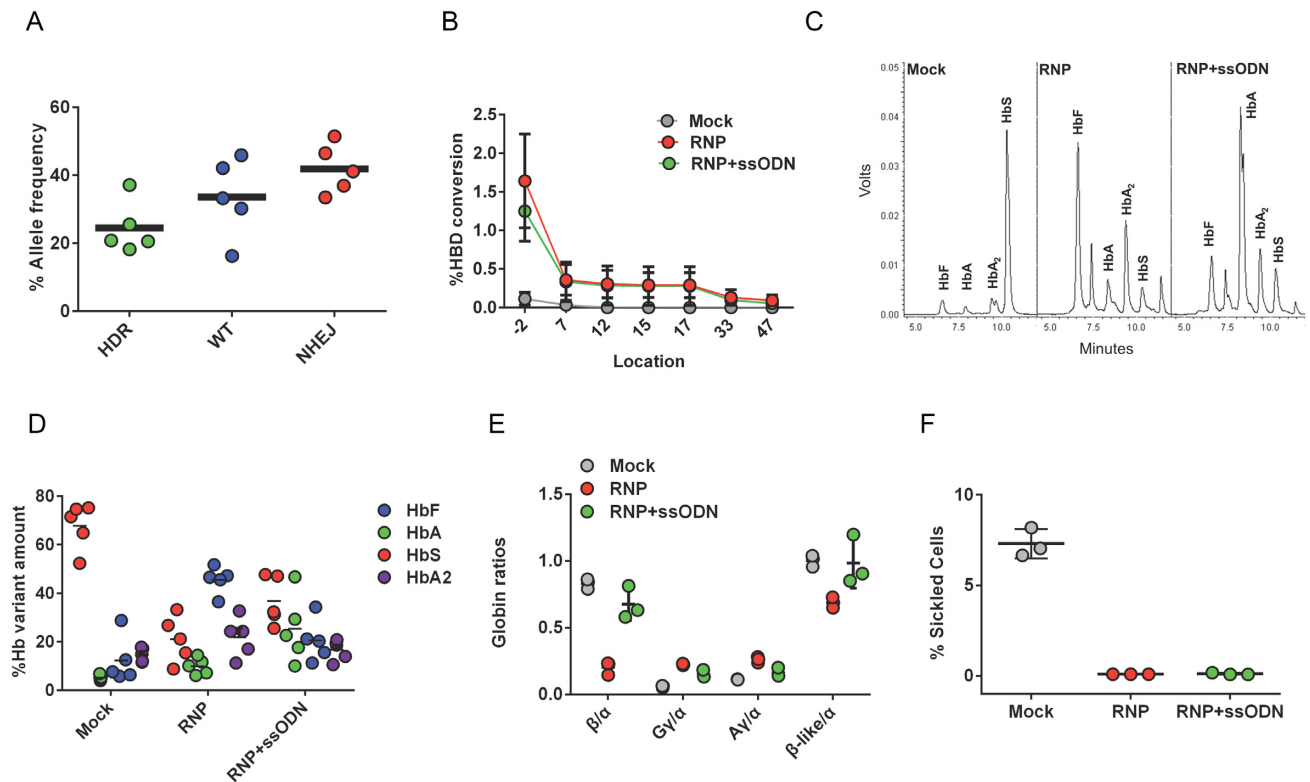 A
% Allele frequency
60
40
20
0
HDR
WT
NHEJ
B
%HBD conversion
2.5
2.0
1.5
1.0
0.5
0.0
Mock
RNP
RNP+ssODN
-2
7
12
15
17
33
47
Location
C
Volts
0.05
0.04
0.03
0.02
0.01
0.00
Mock
RNP
RNP+ssODN
HbF
HbA
HbA2
HbS
HbF
HbA
HbA2
HbS
HbF
HbA
HbA2
HbS
5.0
7.5
10.0
5.0
7.5
10.0
5.0
7.5
10.0
Minutes
D
%Hb variant amount
80
60
40
20
0
Mock
RNP
RNP+ssODN
HbF
HbA
HbS
HbA2
E
Mock
RNP
RNP+ssODN
Globin ratios
1.5
1.0
0.5
0.0
β/α
Gγ/α
Aγ/α
β-like/α
F
% Sickled Cells
10
5
0
Mock
RNP
RNP+ssODN